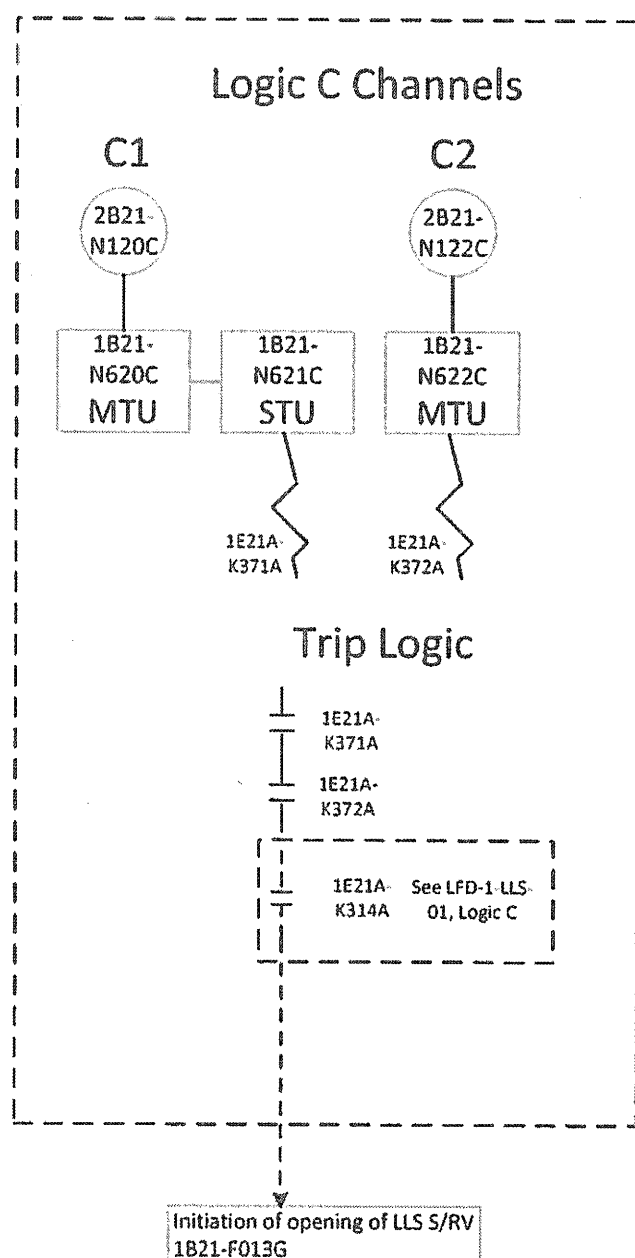 Logic C Channels
C1
C2
2B21-
N120C
2B21-
N122C
1B21-
N620C
MTU
1B21-
N621C
STU
1B21-
N622C
MTU
1E21A-
K371A
1E21A-
K372A
Trip Logic
1E21A-
K371A
1E21A-
K372A
1E21A-
K314A
See LFD-1-LLS-
01, Logic C
Initiation of opening of LLS S/RV
1B21-F013G